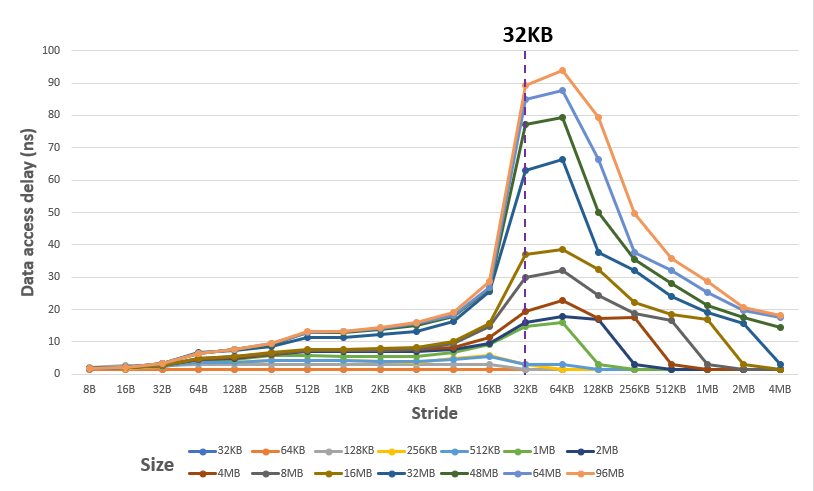 32KB
100
90
80
70
60
50
40
30
20
10
0
Data access delay (ns)
8B 16B 32B 64B 128B 256B 512B 1KB 2KB 4KB 8KB 16KB 32KB 64KB 128KB 256KB 512KB 1MB 2MB 4MB
Stride
Size
32KB 64KB 128KB 256KB 512KB 1MB 2MB
4MB 8MB 16MB 32MB 48MB 64MB 96MB